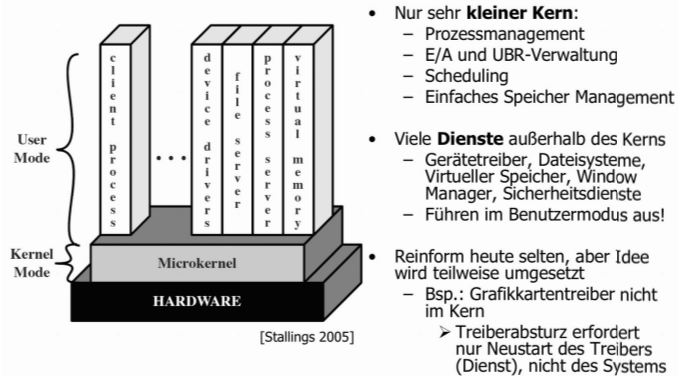 client process
device drivers
file server
process server
virtual memory
...
User
Mode
Kernel
Mode
Microkernel
HARDWARE
[Stallings 2005]
• Nur sehr kleiner Kern:
– Prozessmanagement
– E/A und UBR-Verwaltung
– Scheduling
– Einfaches Speicher Management
• Viele Dienste außerhalb des Kerns
– Gerätetreiber, Dateisysteme,
Virtueller Speicher, Window
Manager, Sicherheitsdienste
– Führen im Benutzermodus aus!
• Reinform heute selten, aber Idee
wird teilweise umgesetzt
– Bsp.: Grafikkartentreiber nicht
im Kern
➢ Treiberabsturz erfordert
nur Neustart des Treibers
(Dienst), nicht des Systems